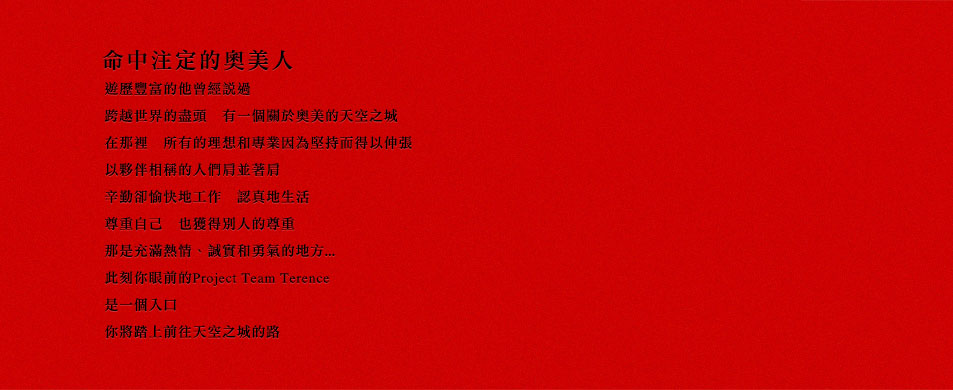 命中注定的奧美人
遊歷豐富的他曾經說過
跨越世界的盡頭　有一個關於奧美的天空之城
在那裡　所有的理想和專業因為堅持而得以伸張
以夥伴相稱的人們肩並著肩
辛勤卻愉快地工作　認真地生活
尊重自己　也獲得別人的尊重
那是充滿熱情、誠實和勇氣的地方...
此刻你眼前的Project Team Terence
是一個入口
你將踏上前往天空之城的路